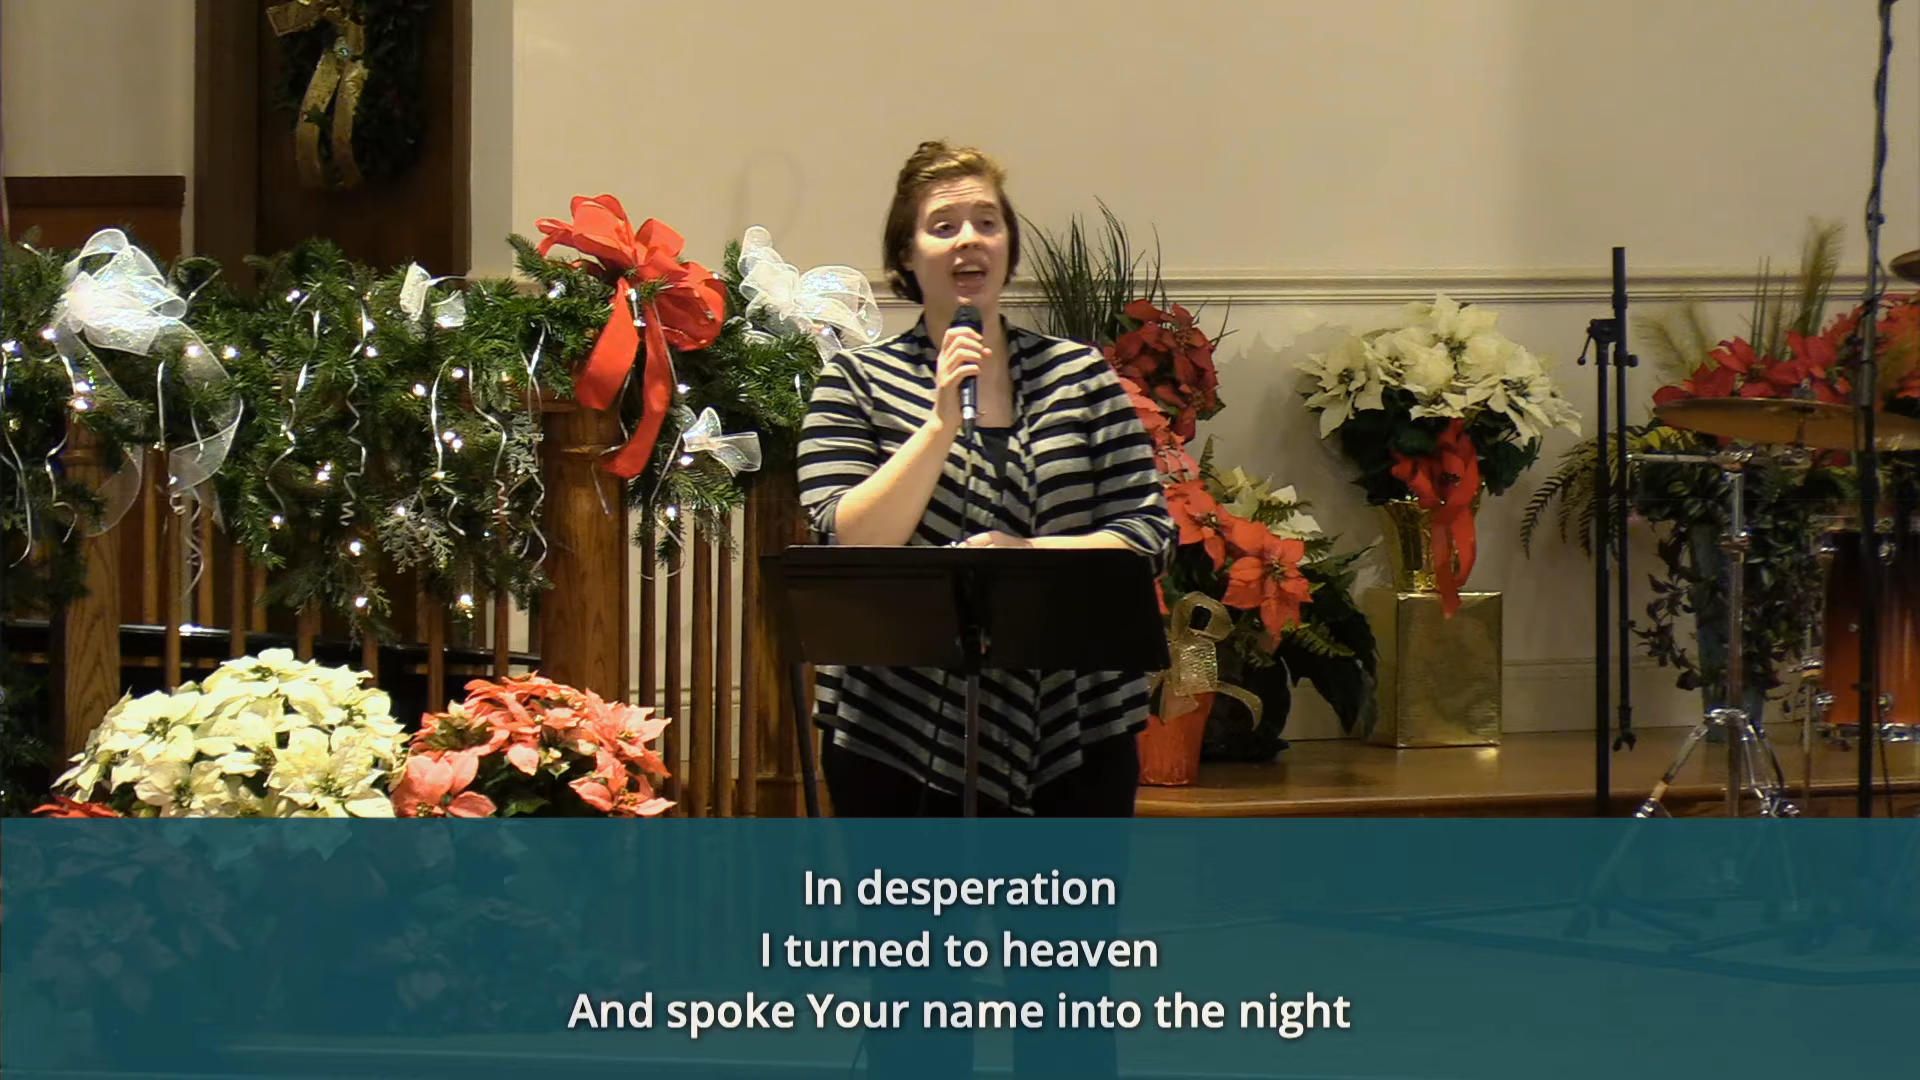 In desperation
I turned to heaven
And spoke Your name into the night